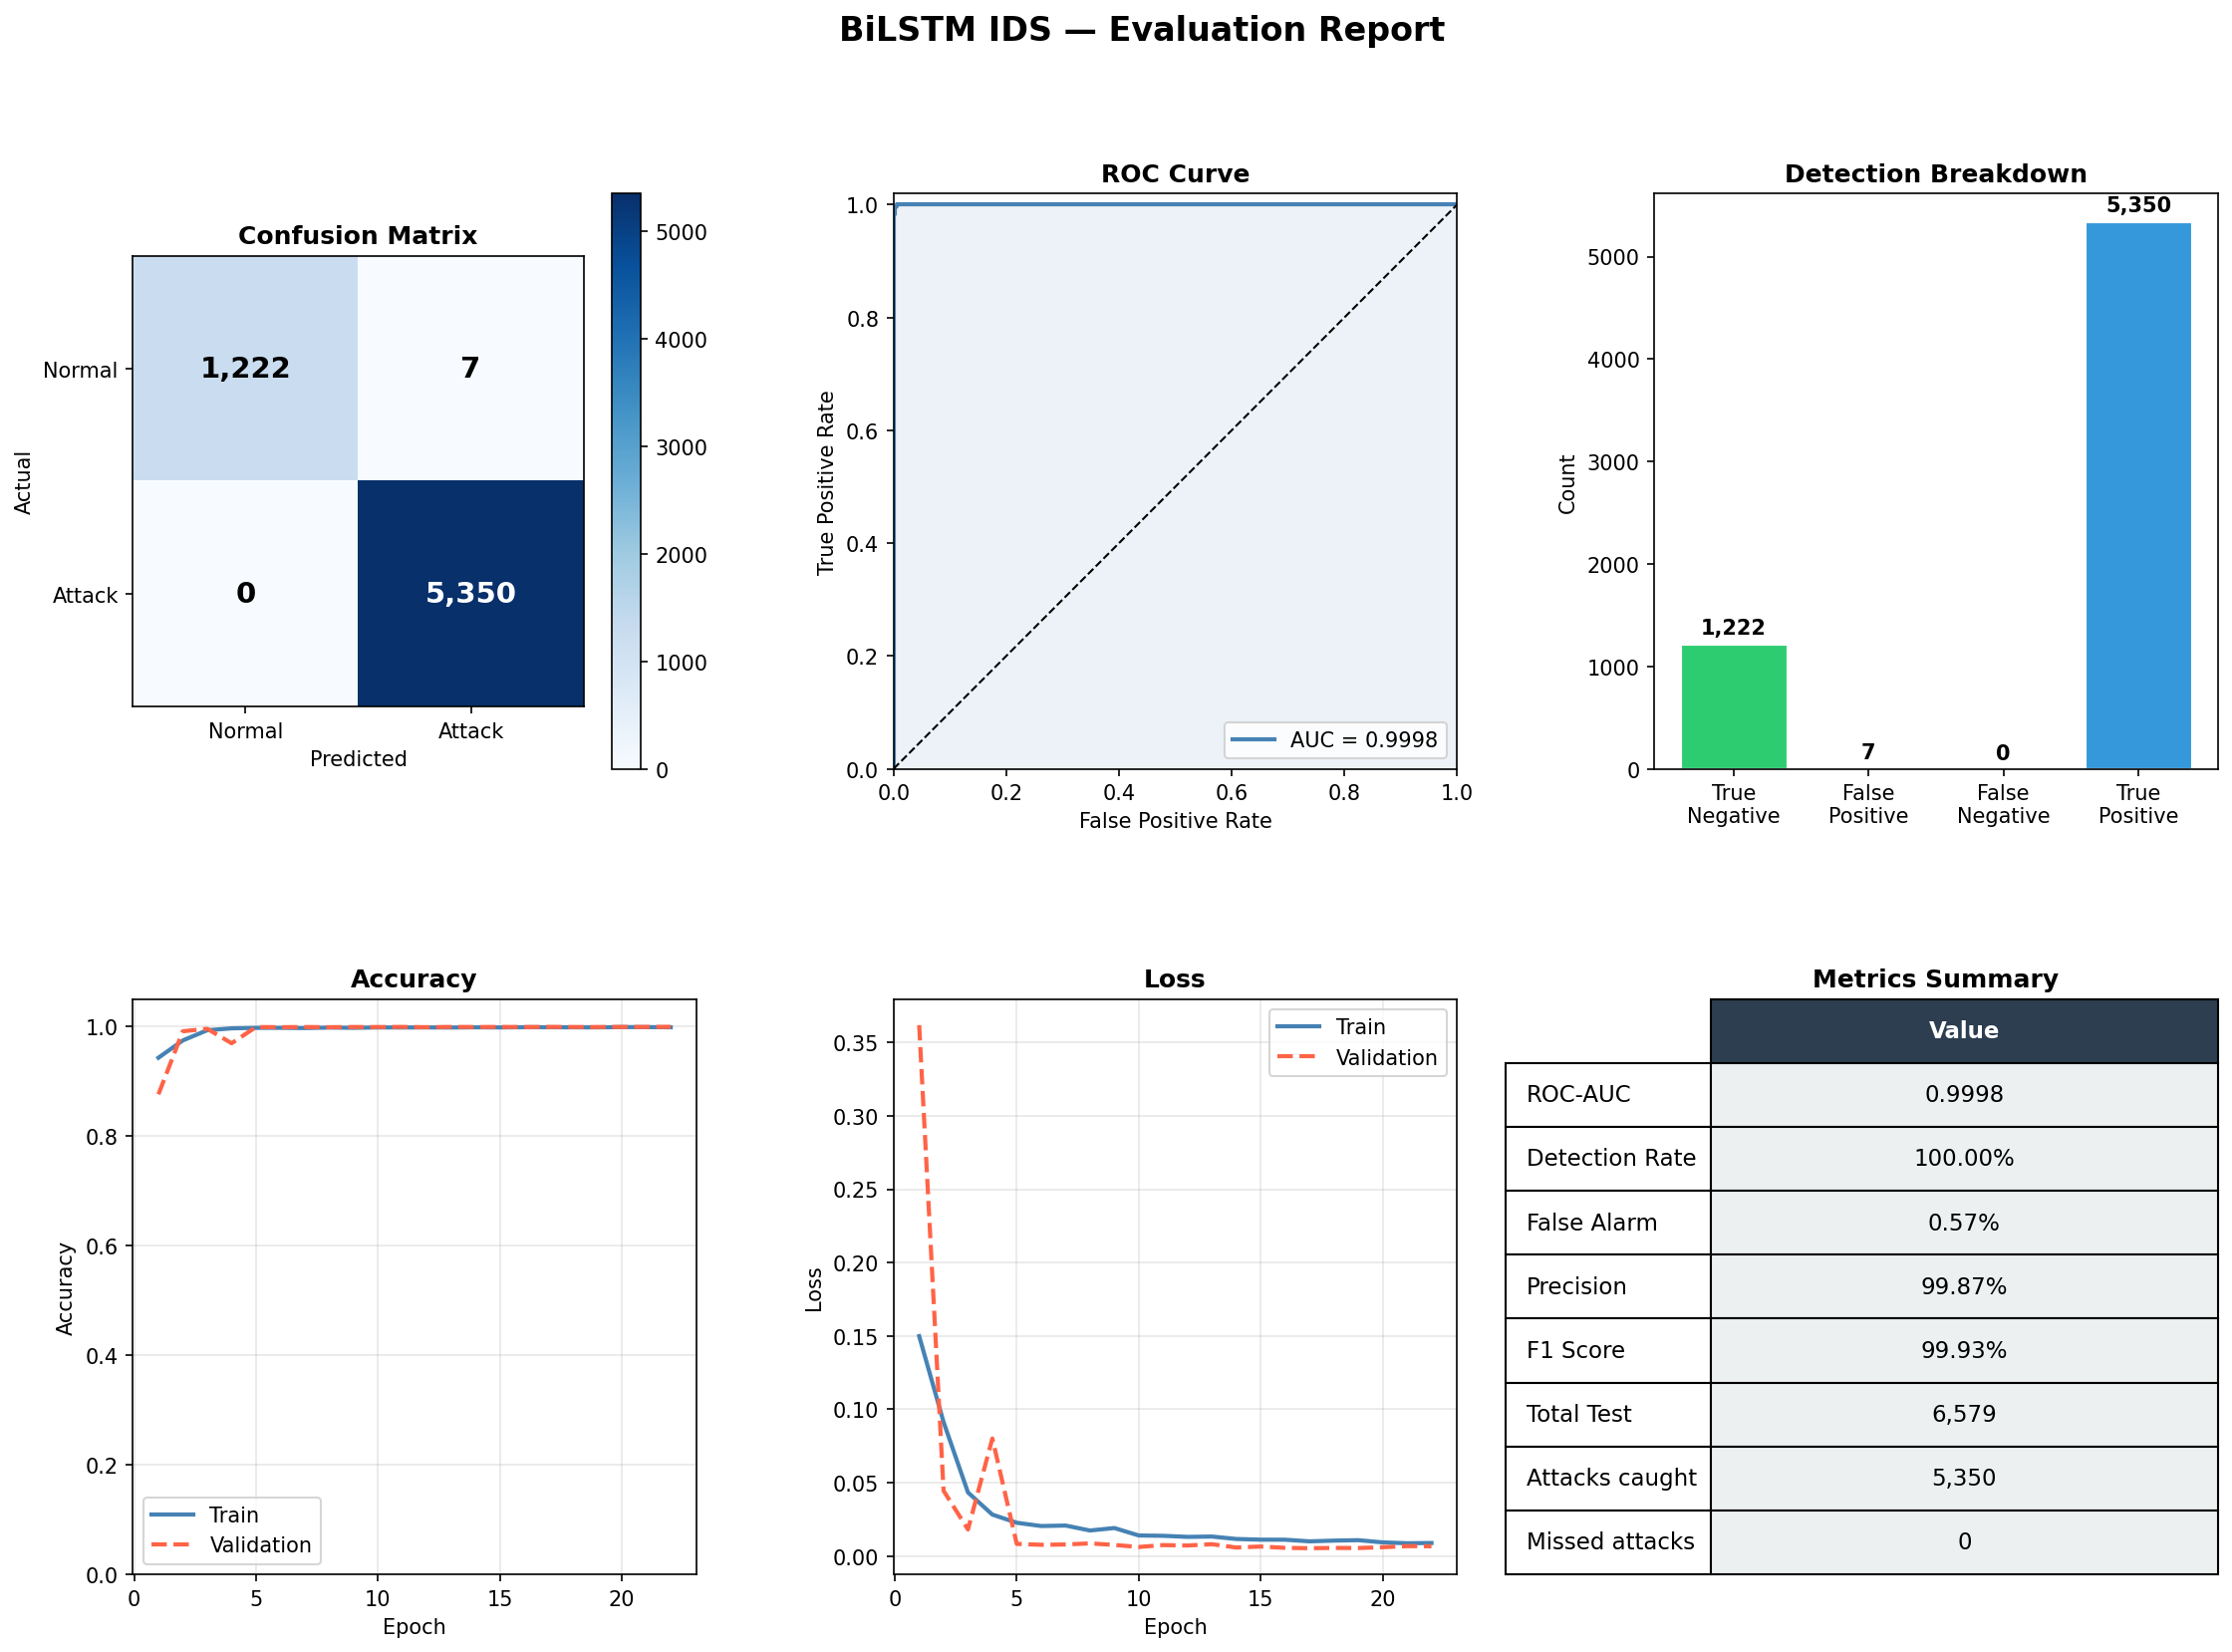 BiLSTM IDS — Evaluation Report
Confusion Matrix
Actual
Normal
Attack
1,222
7
0
5,350
Normal
Attack
Predicted
5000
4000
3000
2000
1000
0
ROC Curve
True Positive Rate
1.0
0.8
0.6
0.4
0.2
0.0
AUC = 0.9998
0.0
0.2
0.4
0.6
0.8
1.0
False Positive Rate
Detection Breakdown
Count
5000
4000
3000
2000
1000
0
1,222
7
0
5,350
True
Negative
False
Positive
False
Negative
True
Positive
Accuracy
Accuracy
1.0
0.8
0.6
0.4
0.2
0.0
Train
Validation
0
5
10
15
20
Epoch
Loss
Loss
0.35
0.30
0.25
0.20
0.15
0.10
0.05
0.00
Train
Validation
0
5
10
15
20
Epoch
Metrics Summary
Value
ROC-AUC 0.9998
Detection Rate 100.00%
False Alarm 0.57%
Precision 99.87%
F1 Score 99.93%
Total Test 6,579
Attacks caught 5,350
Missed attacks 0